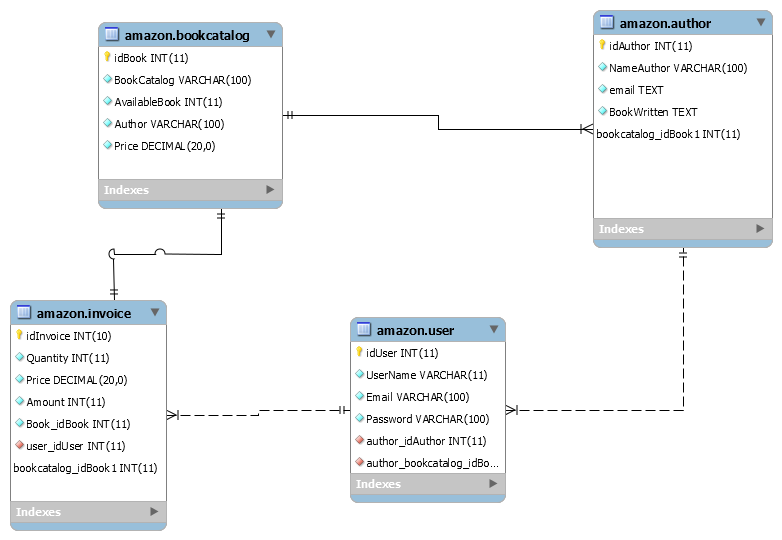 amazon.bookcatalog
idBook INT(11)
BookCatalog VARCHAR(100)
AvailableBook INT(11)
Author VARCHAR(100)
Price DECIMAL(20,0)
Indexes
amazon.author
idAuthor INT(11)
NameAuthor VARCHAR(100)
email TEXT
BookWritten TEXT
bookcatalog_idBook1 INT(11)
Indexes
amazon.invoice
idInvoice INT(10)
Quantity INT(11)
Price DECIMAL(20,0)
Amount INT(11)
Book_idBook INT(11)
user_idUser INT(11)
bookcatalog_idBook1 INT(11)
Indexes
amazon.user
idUser INT(11)
UserName VARCHAR(11)
Email VARCHAR(100)
Password VARCHAR(100)
author_idAuthor INT(11)
author_bookcatalog_idBo...
Indexes